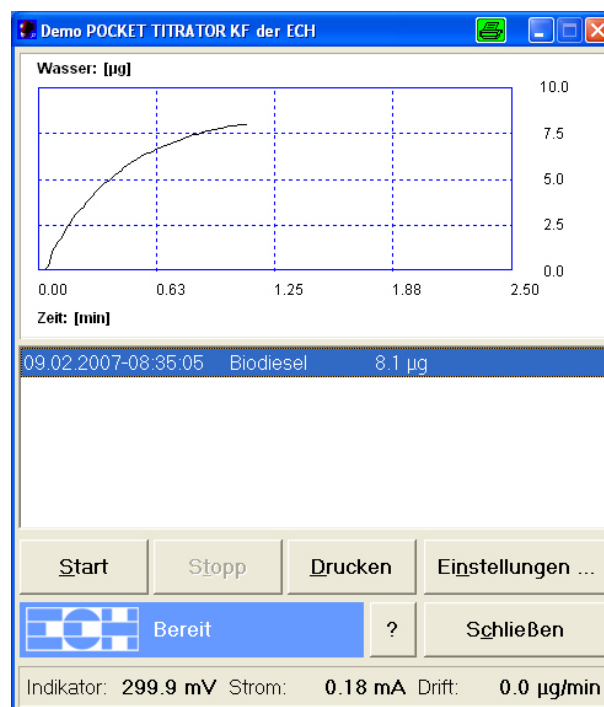 Demo POCKET TITRATOR KF der ECH
Wasser: [µg]
10.0
7.5
5.0
2.5
0.0
0.00 0.63 1.25 1.88 2.50
Zeit: [min]
09.02.2007-08:35:05 Biodiesel 8.1 µg
Start Stopp Drucken Einstellungen ...
ECH Bereit ? Schließen
Indikator: 299.9 mV Strom: 0.18 mA Drift: 0.0 µg/min